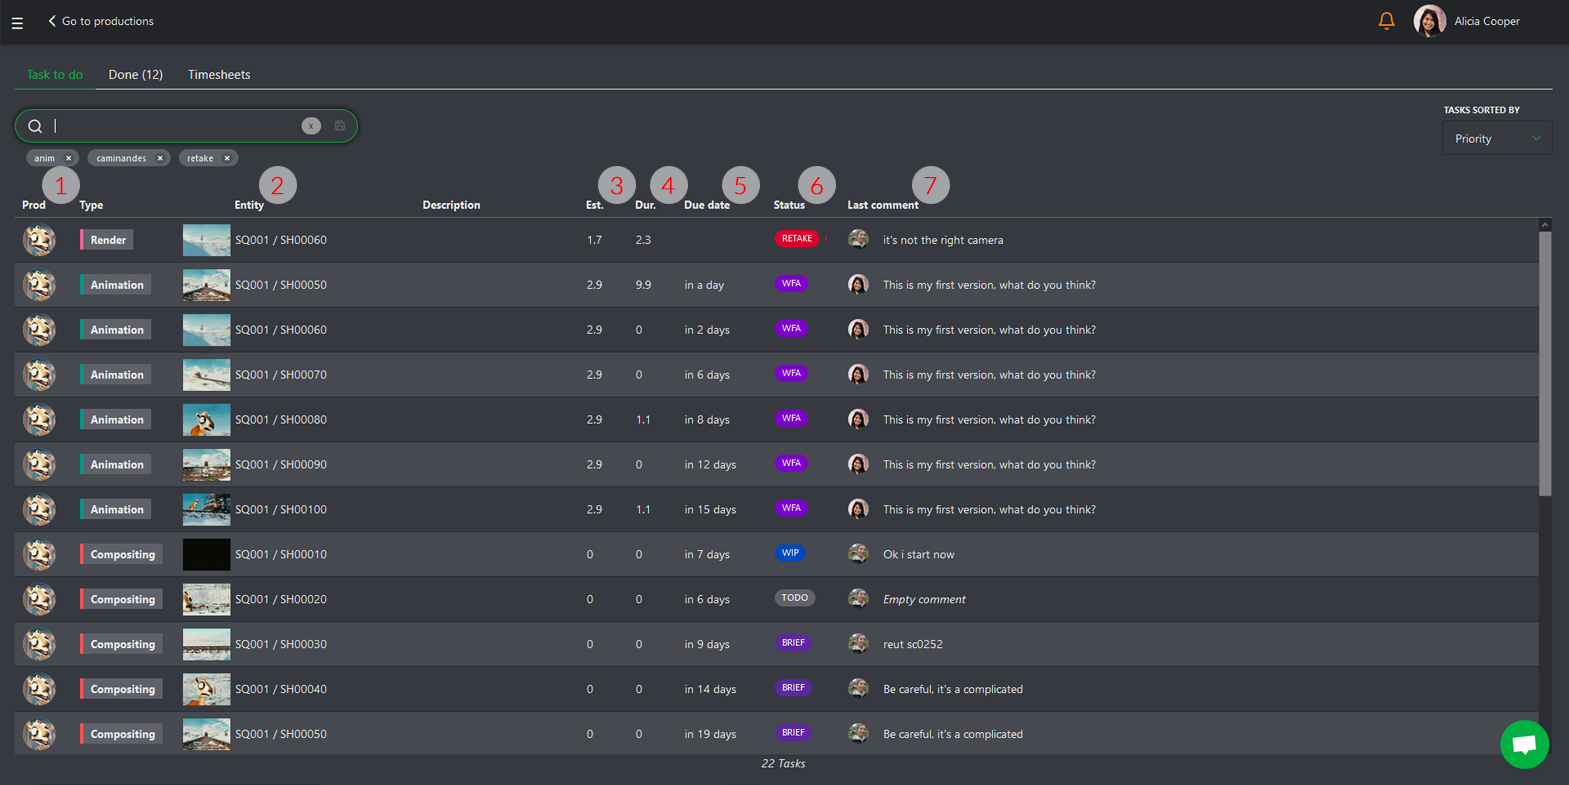 Go to productions
Alicia Cooper
Task to do Done (12) Timesheets
TASKS SORTED BY
x
Priority
anim × caminandes × retake ×
1 2 3 4 5 6 7
Prod Type Entity Description Est. Dur. Due date Status Last comment
Render SQ001 / SH00060 1.7 2.3 RETAKE ! it's not the right camera
Animation SQ001 / SH00050 2.9 9.9 in a day WFA This is my first version, what do you think?
Animation SQ001 / SH00060 2.9 0 in 2 days WFA This is my first version, what do you think?
Animation SQ001 / SH00070 2.9 0 in 6 days WFA This is my first version, what do you think?
Animation SQ001 / SH00080 2.9 1.1 in 8 days WFA This is my first version, what do you think?
Animation SQ001 / SH00090 2.9 0 in 12 days WFA This is my first version, what do you think?
Animation SQ001 / SH00100 2.9 1.1 in 15 days WFA This is my first version, what do you think?
Compositing SQ001 / SH00010 0 0 in 7 days WIP Ok i start now
Compositing SQ001 / SH00020 0 0 in 6 days TODO Empty comment
Compositing SQ001 / SH00030 0 0 in 9 days BRIEF reut sc0252
Compositing SQ001 / SH00040 0 0 in 14 days BRIEF Be careful, it's a complicated
Compositing SQ001 / SH00050 0 0 in 19 days BRIEF Be careful, it's a complicated
22 Tasks